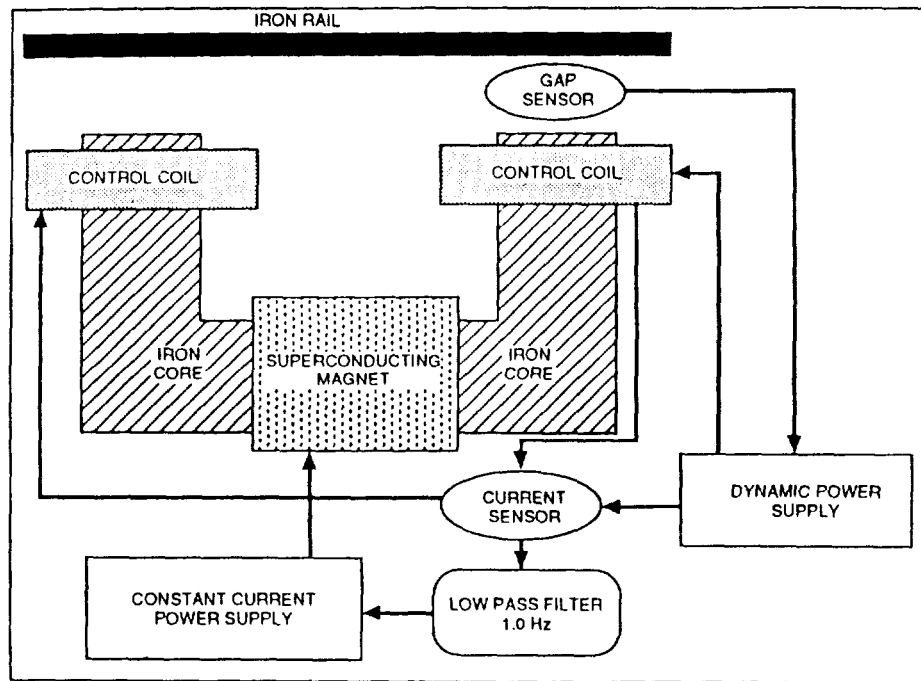 IRON RAIL
GAP
SENSOR
CONTROL COIL
CONTROL COIL
IRON
CORE
SUPERCONDUCTING
MAGNET
IRON
CORE
CURRENT
SENSOR
DYNAMIC POWER
SUPPLY
CONSTANT CURRENT
POWER SUPPLY
LOW PASS FILTER
1.0 Hz